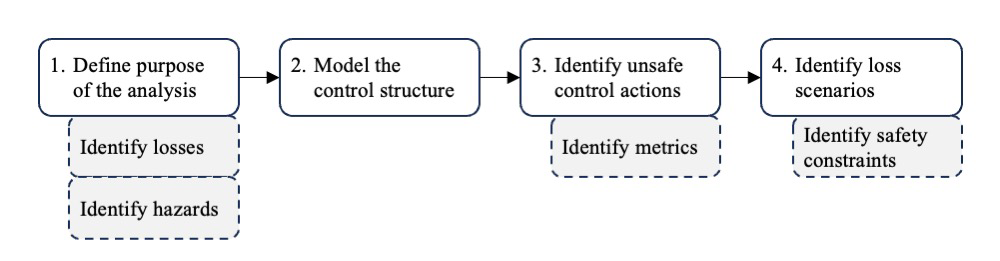 1. Define purpose
of the analysis
Identify losses
Identify hazards
2. Model the
control structure
3. Identify unsafe
control actions
Identify metrics
4. Identify loss
scenarios
Identify safety
constraints